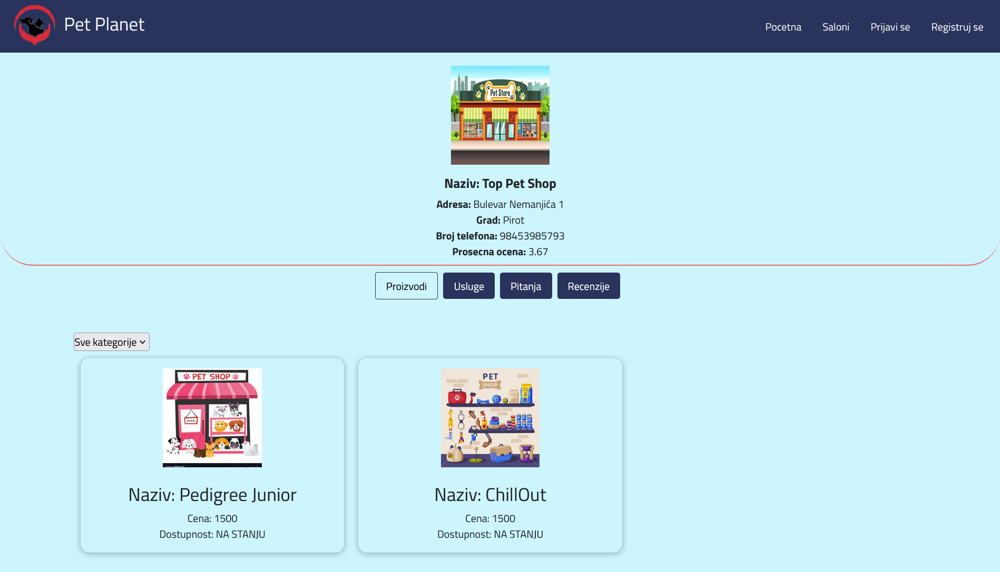 Pet Planet
Pocetna
Saloni
Prijavi se
Registruj se
Pet Store
Naziv: Top Pet Shop
Adresa: Bulevar Nemanjića 1
Grad: Pirot
Broj telefona: 98453985793
Prosecna ocena: 3.67
Proizvodi
Usluge
Pitanja
Recenzije
Sve kategorije
PET SHOP
OPEN
VectorStock
PET
SHOP
Naziv: Pedigree Junior
Cena: 1500
Dostupnost: NA STANJU
Naziv: ChillOut
Cena: 1500
Dostupnost: NA STANJU